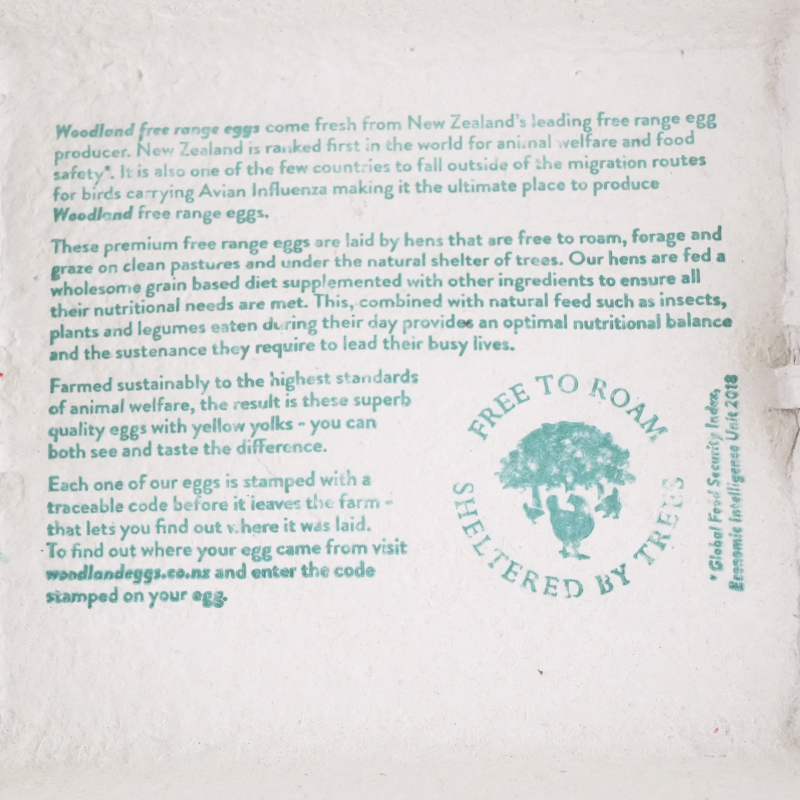 Woodland free range eggs come fresh from New Zealand's leading free range egg
producer. New Zealand is ranked first in the world for animal welfare and food
safety*. It is also one of the few countries to fall outside of the migration routes
for birds carrying Avian Influenza making it the ultimate place to produce
Woodland free range eggs.
These premium free range eggs are laid by hens that are free to roam, forage and
graze on clean pastures and under the natural shelter of trees. Our hens are fed a
wholesome grain based diet supplemented with other ingredients to ensure all
their nutritional needs are met. This, combined with natural feed such as insects,
plants and legumes eaten during their day provides an optimal nutritional balance
and the sustenance they require to lead their busy lives.
Farmed sustainably to the highest standards
of animal welfare, the result is these superb
quality eggs with yellow yolks - you can
both see and taste the difference.
Each one of our eggs is stamped with a
traceable code before it leaves the farm -
that lets you find out where it was laid.
To find out where your egg came from visit
woodlandeggs.co.nz and enter the code
stamped on your egg.
FREE TO ROAM
SHELTERED BY TREES
* Global Food Security Index,
Economic Intelligence Unit 2018